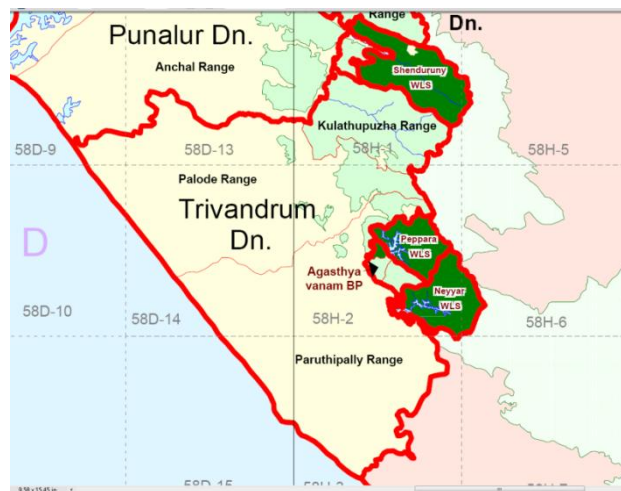 Range
Dn.
Punalur Dn.
Anchal Range
Shenduruny
WLS
Kulathupuzha Range
58D-9
58D-13
58H-1
58H-5
Palode Range
Trivandrum
Dn.
D
Peppara
WLS
Agasthya
vanam BP
Neyyar
WLS
58D-10
58D-14
58H-2
58H-6
Paruthipally Range
58D-15